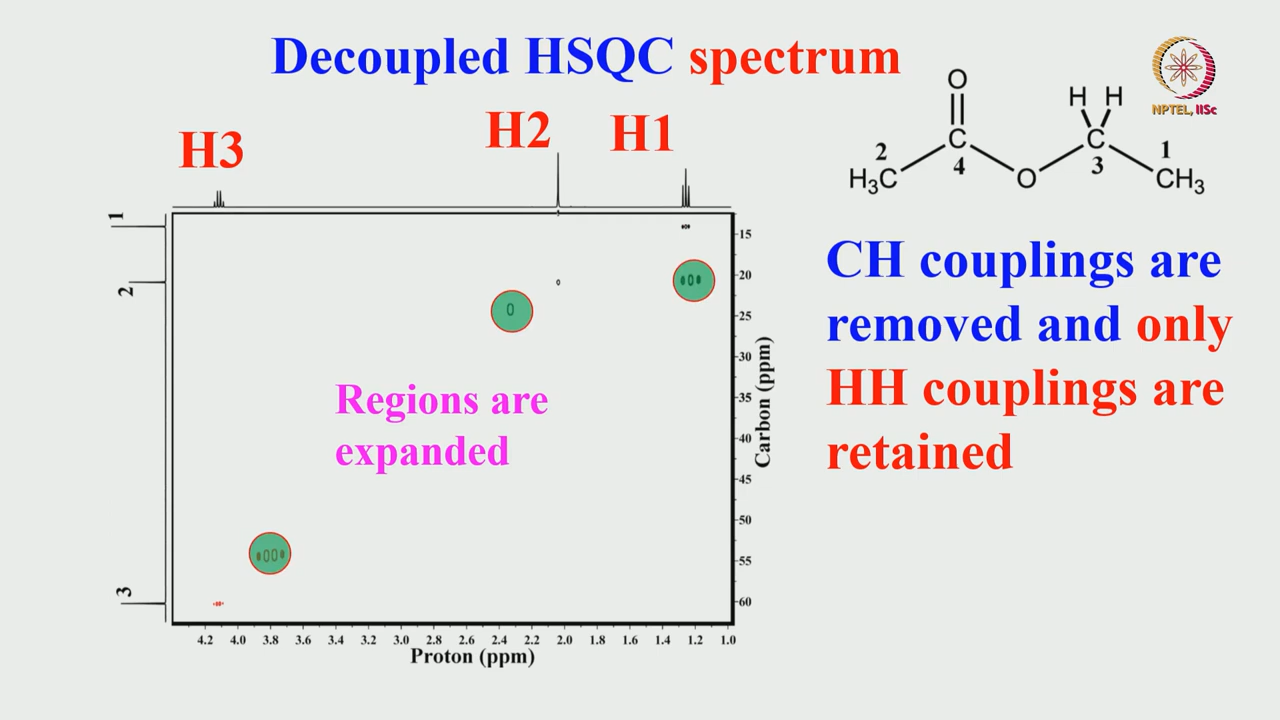 Decoupled HSQC spectrum
NPTEL, IISc
H3
H2
H1
O
H H
2
C
C
1
H3C
4
O
3
CH3
1
2
3
15
20
25
30
35
40
45
50
55
60
Carbon (ppm)
Regions are
expanded
4.2 4.0 3.8 3.6 3.4 3.2 3.0 2.8 2.6 2.4 2.2 2.0 1.8 1.6 1.4 1.2 1.0
Proton (ppm)
CH couplings are
removed and only
HH couplings are
retained